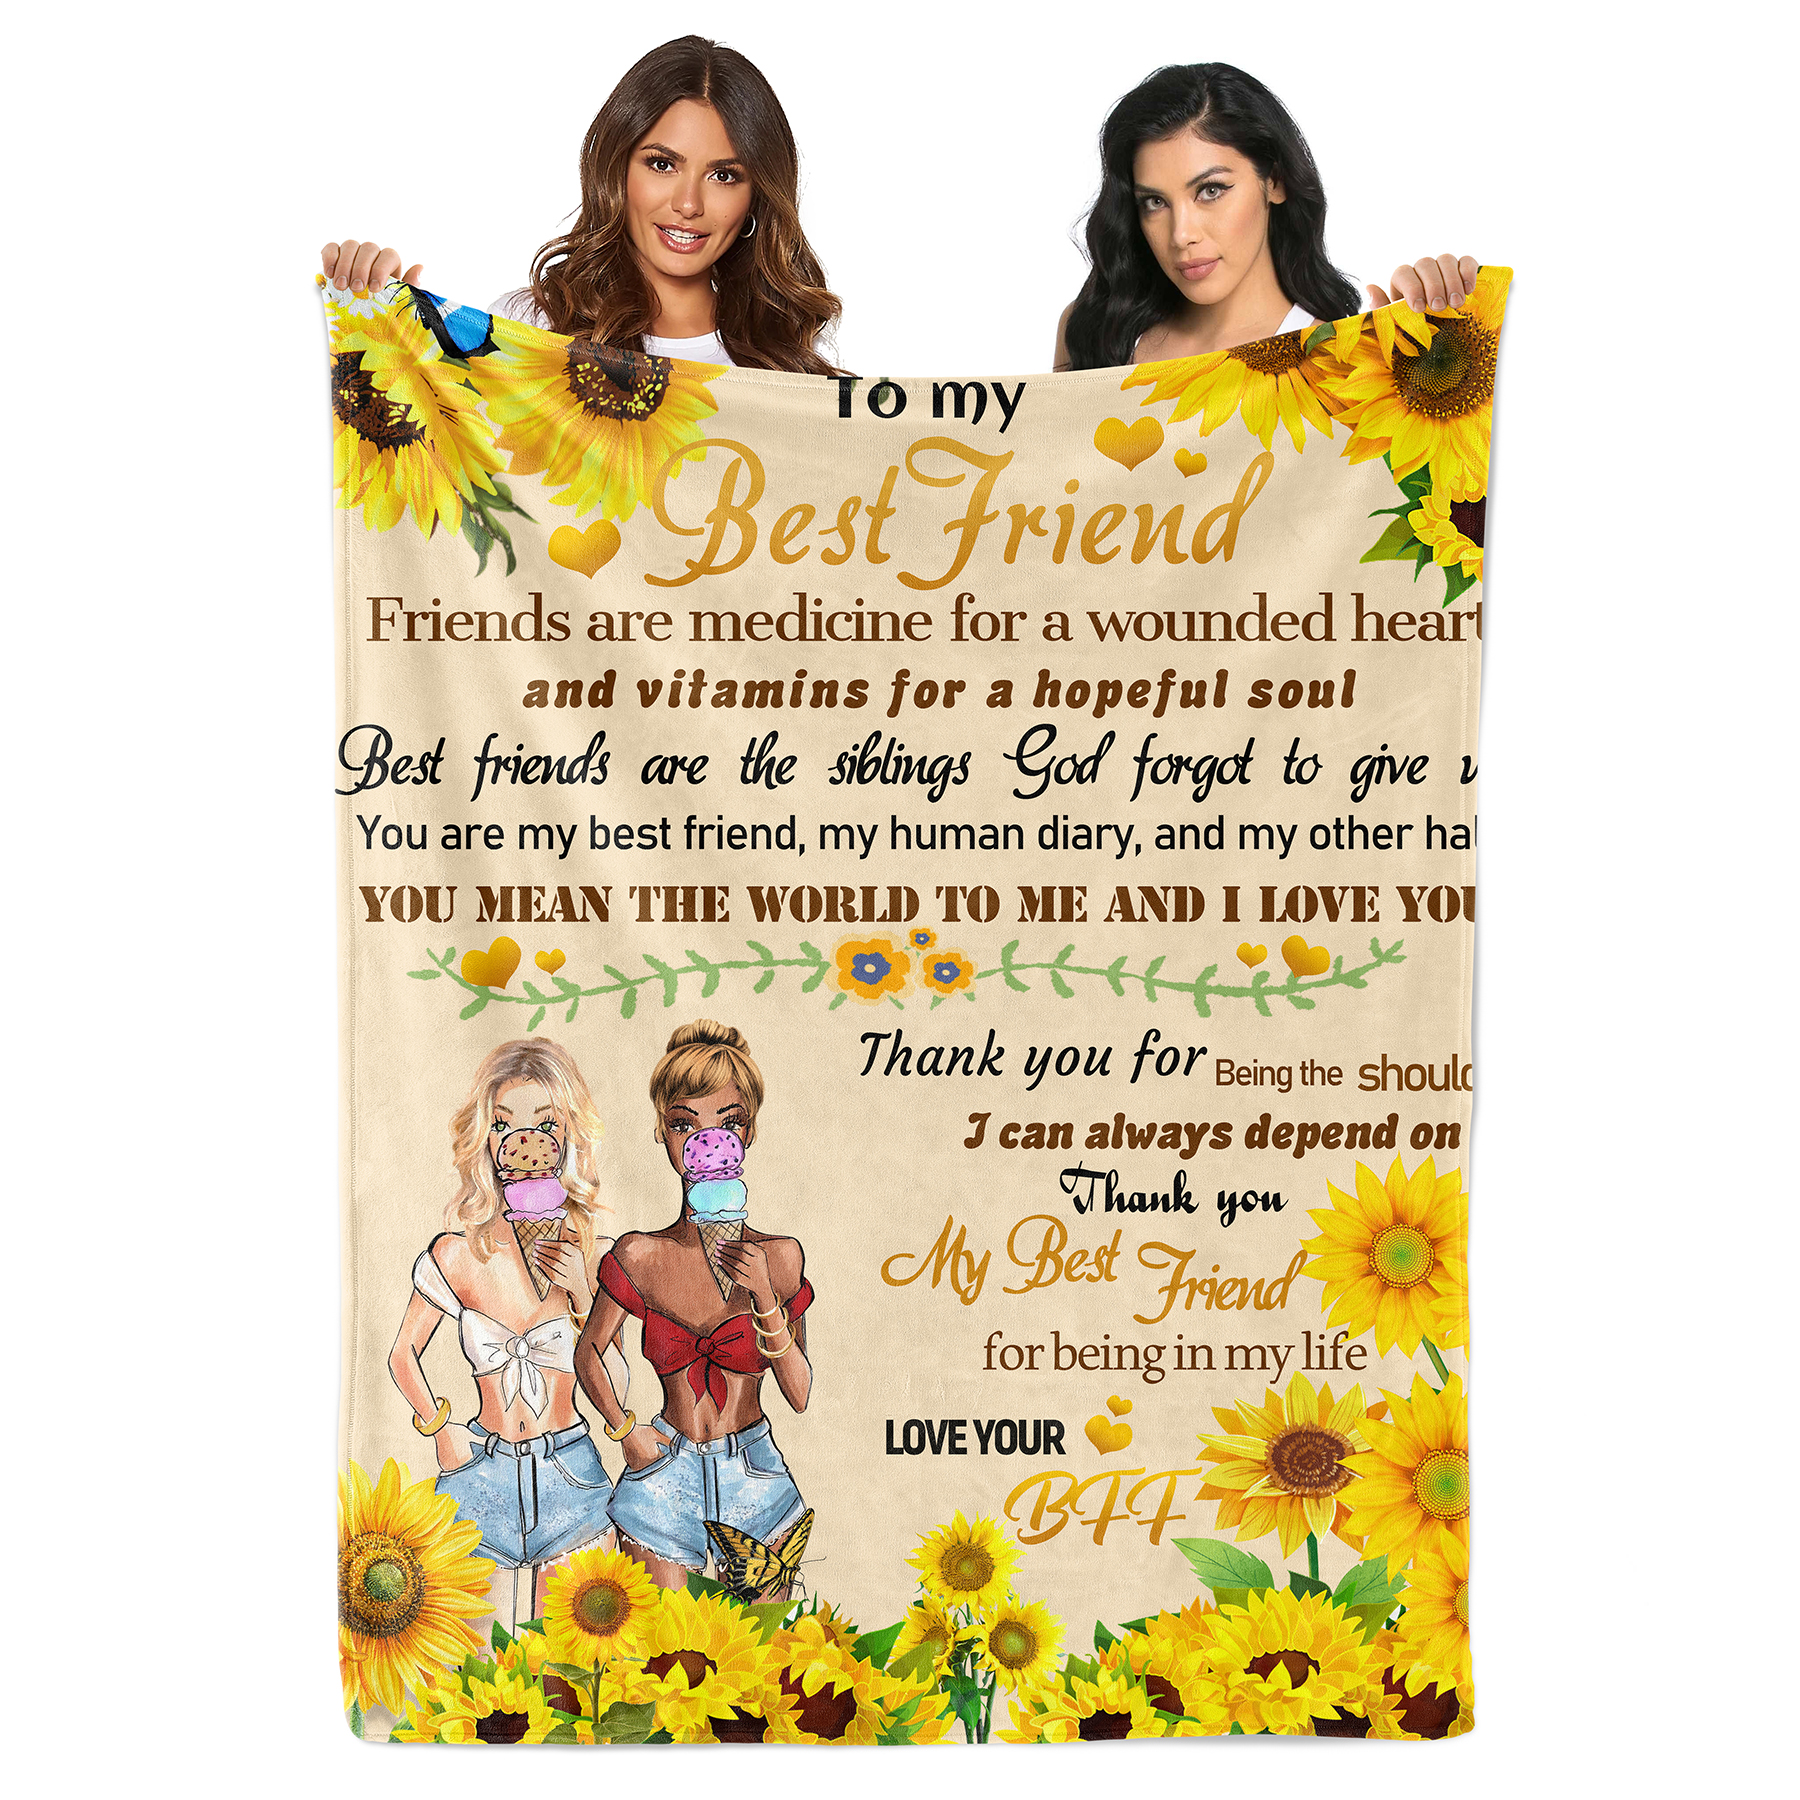 To my
Best Friend
Friends are medicine for a wounded heart
and vitamins for a hopeful soul
Best friends are the siblings God forgot to give
You are my best friend, my human diary, and my other hal
YOU MEAN THE WORLD TO ME AND I LOVE YOU
Thank you for Being the should
I can always depend on
Thank you
My Best Friend
for being in my life
LOVE YOUR
BFF